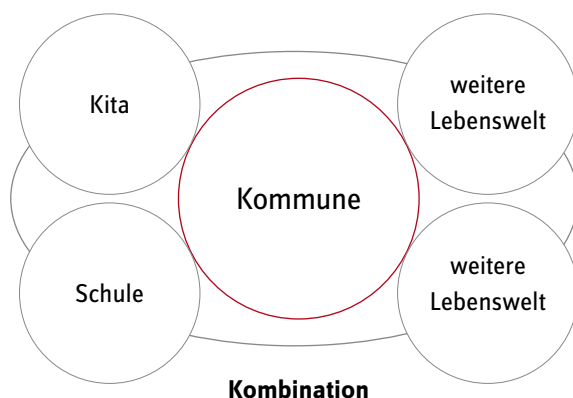 Kita
weitere
Lebenswelt
Kommune
Schule
weitere
Lebenswelt
Kombination